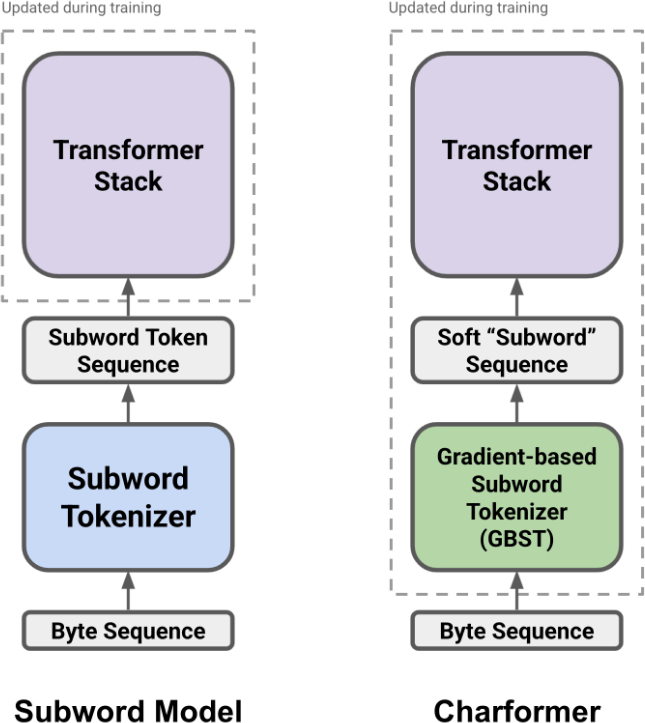 Updated during training
Transformer
Stack
Subword Token
Sequence
Subword
Tokenizer
Byte Sequence
Subword Model
Updated during training
Transformer
Stack
Soft “Subword”
Sequence
Gradient-based
Subword
Tokenizer
(GBST)
Byte Sequence
Charformer